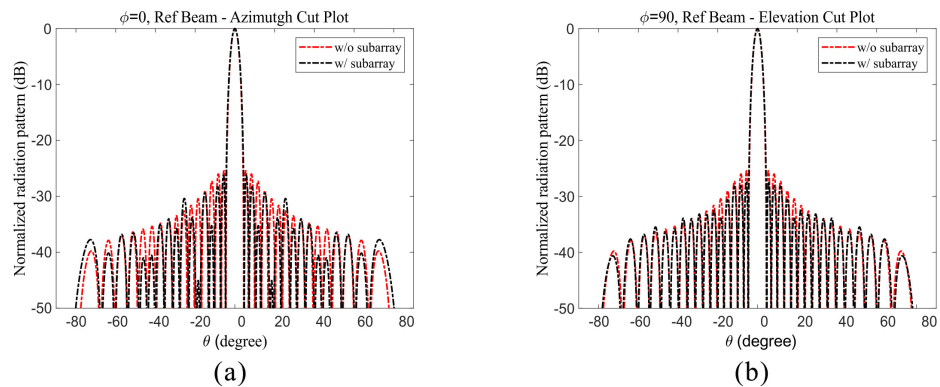 ϕ=0, Ref Beam - Azimutgh Cut Plot
Normalized radiation pattern (dB)
0
-10
-20
-30
-40
-50
w/o subarray
w/ subarray
-80 -60 -40 -20 0 20 40 60 80
θ (degree)
(a)
ϕ=90, Ref Beam - Elevation Cut Plot
Normalized radiation pattern (dB)
0
-10
-20
-30
-40
-50
w/o subarray
w/ subarray
-80 -60 -40 -20 0 20 40 60 80
θ (degree)
(b)